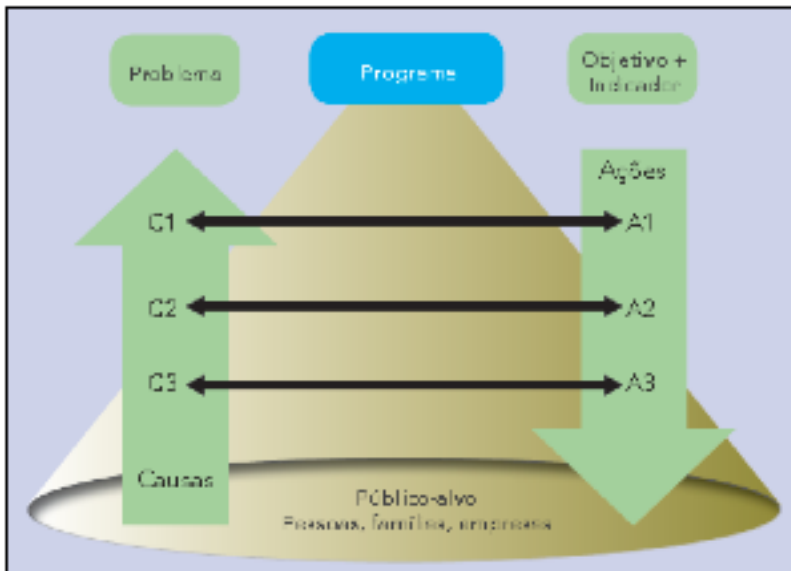 Problema
Programa
Objetivo +
Indicador
Ações
C1
A1
C2
A2
C3
A3
Causas
Público-alvo
Pessoas, famílias, empresas